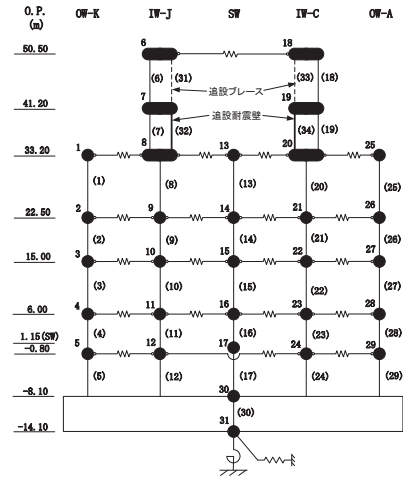 O.P. OW-K IW-J SW IW-C OW-A
(m)
50.50 6 18
(6) (31) (33) (18)
追設ブレース
41.20 7 19
追設耐震壁
(7) (32) (34) (19)
33.20 1 8 13 20 25
(1) (8) (13) (20) (25)
22.50 2 9 14 21 26
(2) (9) (14) (21) (26)
15.00 3 10 15 22 27
(3) (10) (15) (22) (27)
6.00 4 11 16 23 28
(4) (11) (16) (23) (28)
1.15(SW) 17
-0.80 5 12 24 29
(5) (12) (17) (24) (29)
-8.10 30
(30)
-14.10 31